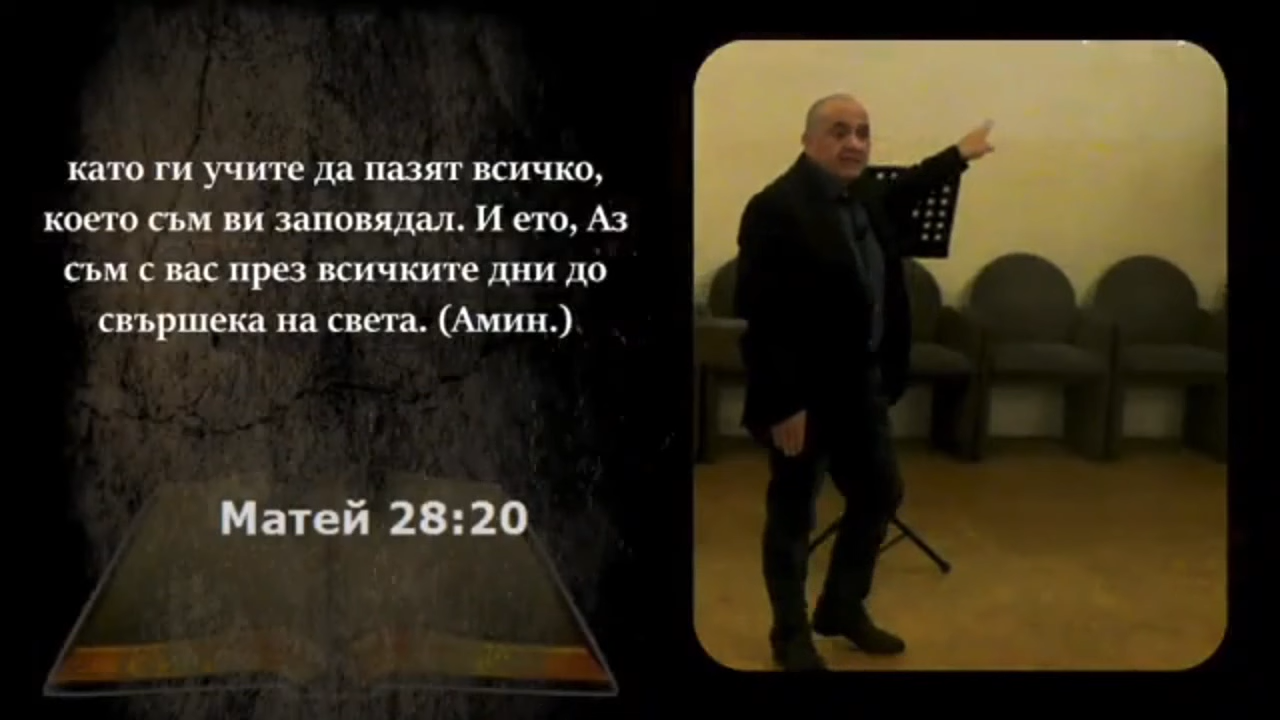 като ги учите да пазят всичко,
което съм ви заповядал. И ето, Аз
съм с вас през всичките дни до
свършека на света. (Амин.)
Матей 28:20